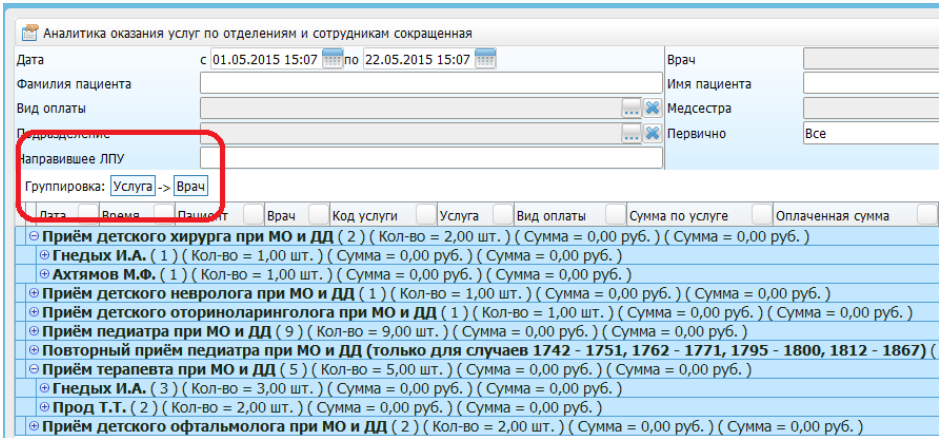 Аналитика оказания услуг по отделениям и сотрудникам сокращенная
Дата с 01.05.2015 15:07 по 22.05.2015 15:07 Врач
Фамилия пациента Имя пациента
Вид оплаты ... Медсестра
Подразделение ... Первично Все
Направившее ЛПУ
Группировка: Услуга -> Врач
Дата Время Пациент Врач Код услуги Услуга Вид оплаты Сумма по услуге Оплаченная сумма
Приём детского хирурга при МО и ДД ( 2 ) ( Кол-во = 2,00 шт. ) ( Сумма = 0,00 руб. ) ( Сумма = 0,00 руб. )
Гнедых И.А. ( 1 ) ( Кол-во = 1,00 шт. ) ( Сумма = 0,00 руб. ) ( Сумма = 0,00 руб. )
Ахтямов М.Ф. ( 1 ) ( Кол-во = 1,00 шт. ) ( Сумма = 0,00 руб. ) ( Сумма = 0,00 руб. )
Приём детского невролога при МО и ДД ( 1 ) ( Кол-во = 1,00 шт. ) ( Сумма = 0,00 руб. ) ( Сумма = 0,00 руб. )
Приём детского оториноларинголога при МО и ДД ( 1 ) ( Кол-во = 1,00 шт. ) ( Сумма = 0,00 руб. ) ( Сумма = 0,00 руб. )
Приём педиатра при МО и ДД ( 9 ) ( Кол-во = 9,00 шт. ) ( Сумма = 0,00 руб. ) ( Сумма = 0,00 руб. )
Повторный приём педиатра при МО и ДД (только для случаев 1742 - 1751, 1762 - 1771, 1795 - 1800, 1812 - 1867) (
Приём терапевта при МО и ДД ( 5 ) ( Кол-во = 5,00 шт. ) ( Сумма = 0,00 руб. ) ( Сумма = 0,00 руб. )
Гнедых И.А. ( 3 ) ( Кол-во = 3,00 шт. ) ( Сумма = 0,00 руб. ) ( Сумма = 0,00 руб. )
Прод Т.Т. ( 2 ) ( Кол-во = 2,00 шт. ) ( Сумма = 0,00 руб. ) ( Сумма = 0,00 руб. )
Приём детского офтальмолога при МО и ДД ( 2 ) ( Кол-во = 2,00 шт. ) ( Сумма = 0,00 руб. ) ( Сумма = 0,00 руб. )